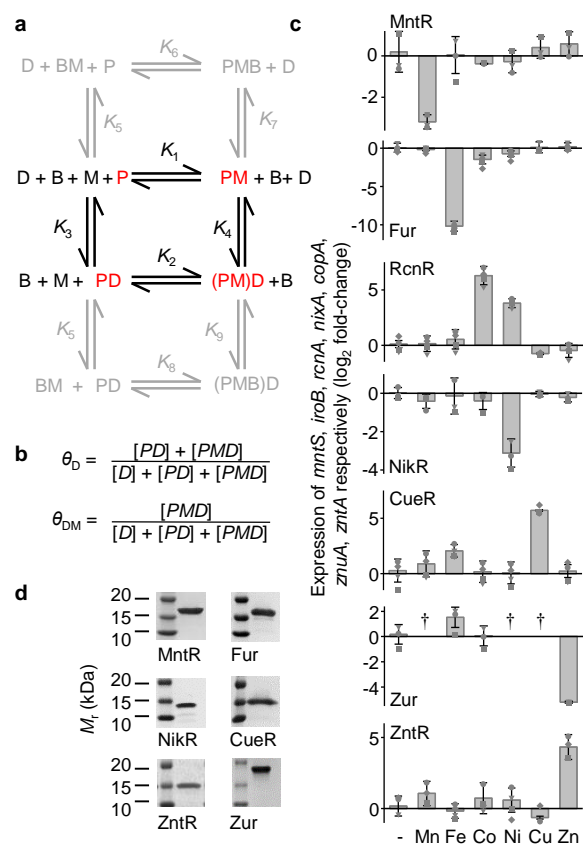 a
K6
D + BM + P
PMB + D
K5
K7
K1
D + B + M + P
PM + B + D
K3
K4
K2
B + M + PD
(PM)D +B
K5
K9
K8
BM + PD
(PMB)D
b
θD = [PD] + [PMD] / [D] + [PD] + [PMD]
θDM = [PMD] / [D] + [PD] + [PMD]
d
Mr (kDa)
20
15
10
MntR
Fur
20
15
10
NikR
CueR
20
15
10
ZntR
Zur
c
Expression of mntS, iroB, rcnA, nixA, copA,
znuA, zntA respectively (log2 fold-change)
MntR
0
-2
Fur
0
-5
-10
RcnR
5
0
NikR
0
-2
-4
CueR
5
0
Zur
2
0
-4
† † †
ZntR
5
0
- Mn Fe Co Ni Cu Zn